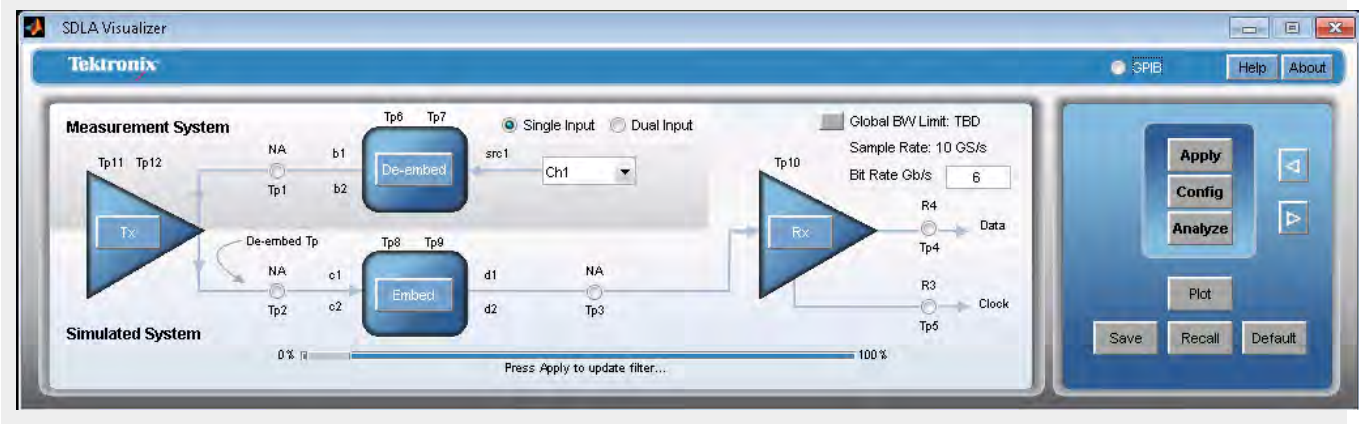 SDLA Visualizer
Tektronix
GPIB
Help
About
Measurement System
Tp11 Tp12
NA
Tp1
b1
b2
Tp6 Tp7
De-embed
Single Input
Dual Input
src1
Ch1
Global BW Limit: TBD
Sample Rate: 10 GS/s
Bit Rate Gb/s 6
Tp10
Rx
R4
Tp4
Data
R3
Tp5
Clock
Tx
De-embed Tp
NA
Tp2
c1
c2
Tp8 Tp9
Embed
d1
d2
NA
Tp3
Simulated System
0% 100%
Press Apply to update filter...
Apply
Config
Analyze
Plot
Save
Recall
Default